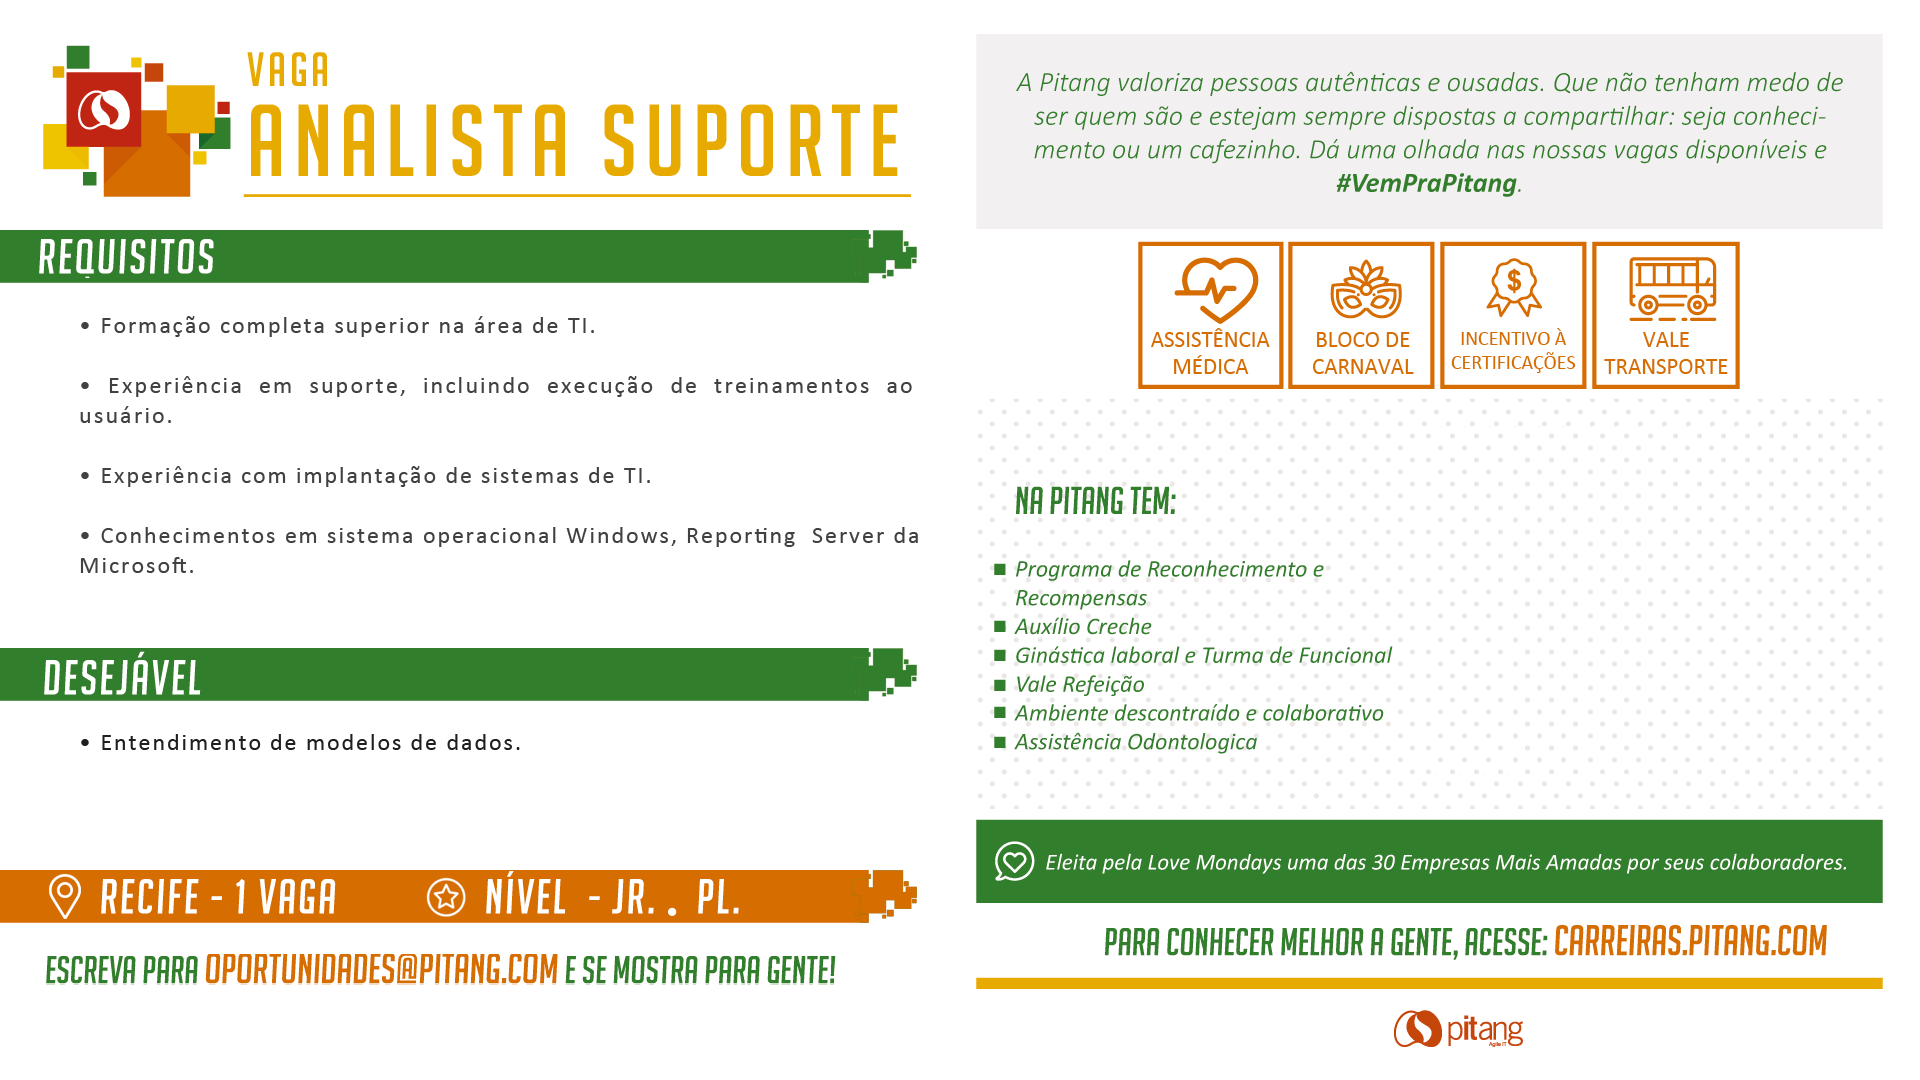 VAGA
ANALISTA SUPORTE
REQUISITOS
• Formação completa superior na área de TI.
• Experiência em suporte, incluindo execução de treinamentos ao
usuário.
• Experiência com implantação de sistemas de TI.
• Conhecimentos em sistema operacional Windows, Reporting Server da
Microsoft.
DESEJÁVEL
• Entendimento de modelos de dados.
RECIFE - 1 VAGA
NÍVEL - JR. . PL.
ESCREVA PARA OPORTUNIDADES@PITANG.COM E SE MOSTRA PARA GENTE!
A Pitang valoriza pessoas autênticas e ousadas. Que não tenham medo de
ser quem são e estejam sempre dispostas a compartilhar: seja conheci-
mento ou um cafezinho. Dá uma olhada nas nossas vagas disponíveis e
#VemPraPitang.
ASSISTÊNCIA
MÉDICA
BLOCO DE
CARNAVAL
$
INCENTIVO À
CERTIFICAÇÕES
VALE
TRANSPORTE
NA PITANG TEM:
Programa de Reconhecimento e
Recompensas
Auxílio Creche
Ginástica laboral e Turma de Funcional
Vale Refeição
Ambiente descontraído e colaborativo
Assistência Odontologica
Eleita pela Love Mondays uma das 30 Empresas Mais Amadas por seus colaboradores.
PARA CONHECER MELHOR A GENTE, ACESSE: CARREIRAS.PITANG.COM
pitang
Agile IT